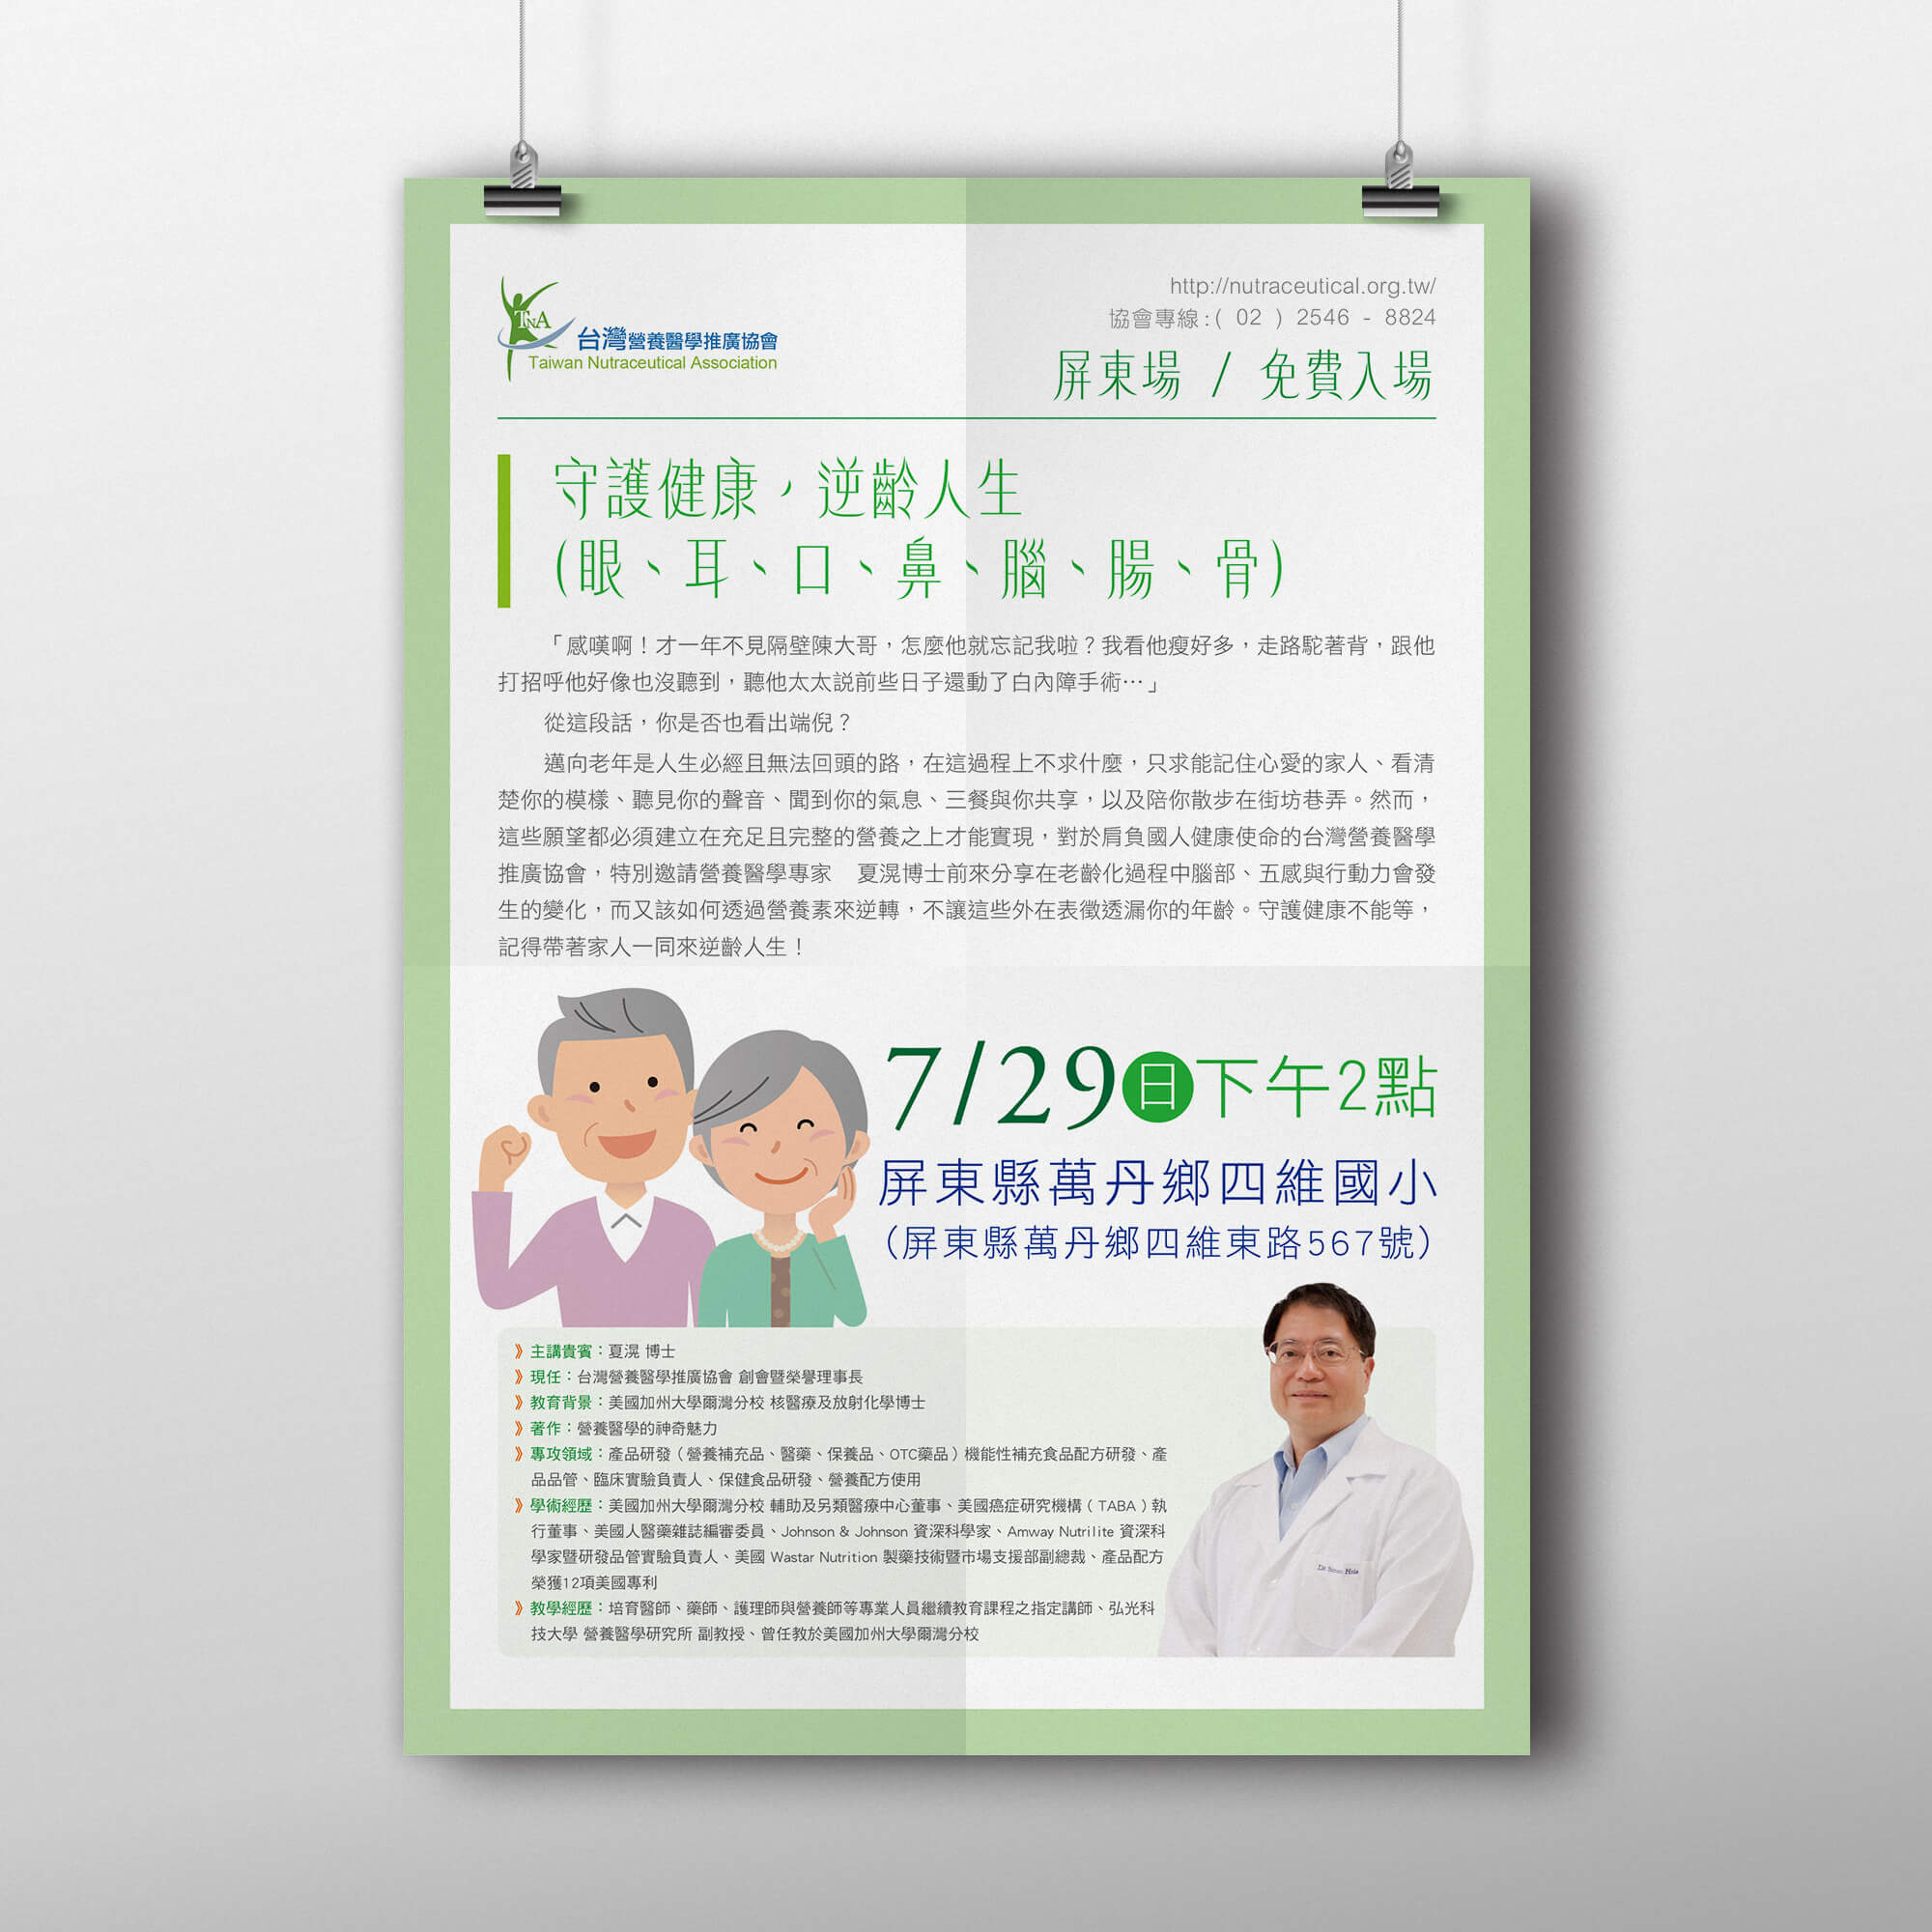 TNA
台灣營養醫學推廣協會
Taiwan Nutraceutical Association
http://nutraceutical.org.tw/
協會專線:( 02 ) 2546 - 8824
屏東場 / 免費入場
守護健康，逆齡人生
(眼、耳、口、鼻、腦、腸、骨)
「感嘆啊！才一年不見隔壁陳大哥，怎麼他就忘記我啦？我看他瘦好多，走路駝著背，跟他
打招呼他好像也沒聽到，聽他太太說前些日子還動了白內障手術…」
從這段話，你是否也看出端倪？
邁向老年是人生必經且無法回頭的路，在這過程上不求什麼，只求能記住心愛的家人、看清
楚你的模樣、聽見你的聲音、聞到你的氣息、三餐與你共享，以及陪你散步在街坊巷弄。然而，
這些願望都必須建立在充足且完整的營養之上才能實現，對於肩負國人健康使命的台灣營養醫學
推廣協會，特別邀請營養醫學專家　夏滉博士前來分享在老齡化過程中腦部、五感與行動力會發
生的變化，而又該如何透過營養素來逆轉，不讓這些外在表徵透漏你的年齡。守護健康不能等，
記得帶著家人一同來逆齡人生！
7/29日下午2點
屏東縣萬丹鄉四維國小
(屏東縣萬丹鄉四維東路567號)
》主講貴賓：夏滉 博士
》現任：台灣營養醫學推廣協會 創會暨榮譽理事長
》教育背景：美國加州大學爾灣分校 核醫療及放射化學博士
》著作：營養醫學的神奇魅力
》專攻領域：產品研發（營養補充品、醫藥、保養品、OTC藥品）機能性補充食品配方研發、產
品品管、臨床實驗負責人、保健食品研發、營養配方使用
》學術經歷：美國加州大學爾灣分校 輔助及另類醫療中心董事、美國癌症研究機構（TABA）執
行董事、美國人醫藥雜誌編審委員、Johnson & Johnson 資深科學家、Amway Nutrilite 資深科
學家暨研發品管實驗負責人、美國 Wastar Nutrition 製藥技術暨市場支援部副總裁、產品配方
榮獲12項美國專利
》教學經歷：培育醫師、藥師、護理師與營養師等專業人員繼續教育課程之指定講師、弘光科
技大學 營養醫學研究所 副教授、曾任教於美國加州大學爾灣分校